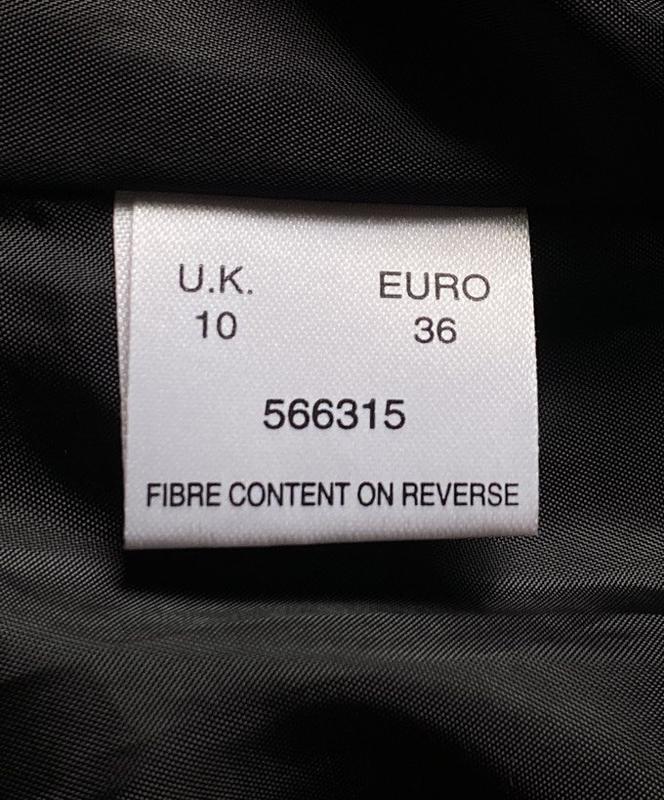 U.K. EURO
10 36
566315
FIBRE CONTENT ON REVERSE